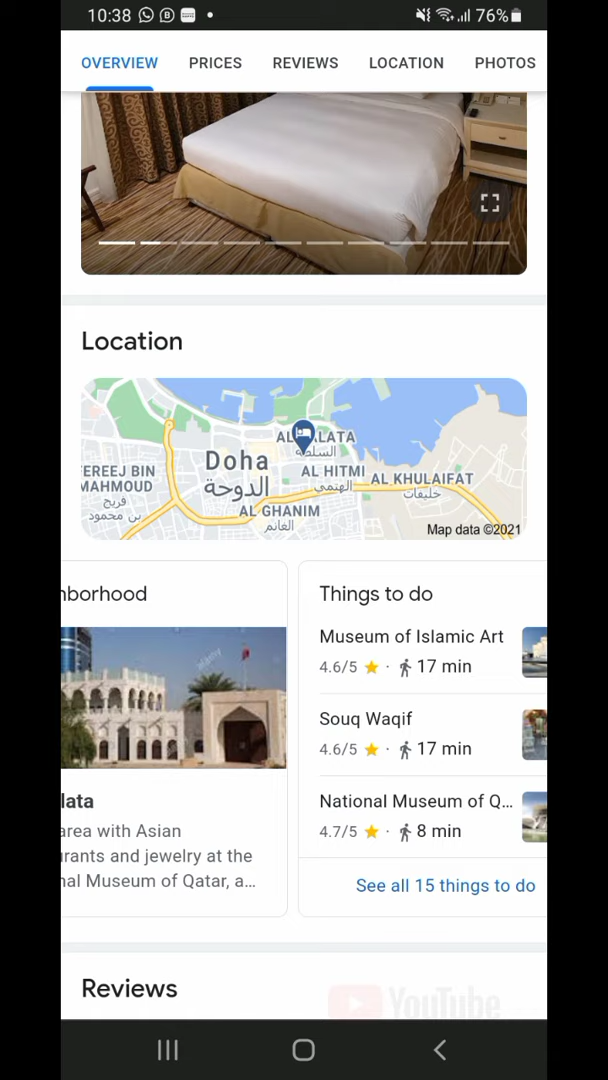 10:38
76%
OVERVIEW PRICES REVIEWS LOCATION PHOTOS
Location
AL
ALATA
السلطة
Doha
الدوحة
EREEJ BIN
MAHMOUD
فريج
بن محمود
AL HITMI
الهتمي
AL KHULAIFAT
خليفات
AL GHANIM
الغانم
Map data ©2021
nborhood
alamy
lata
area with Asian
urants and jewelry at the
nal Museum of Qatar, a...
Things to do
Museum of Islamic Art
4.6/5 ★ · 17 min
Souq Waqif
4.6/5 ★ · 17 min
National Museum of Q...
4.7/5 ★ · 8 min
See all 15 things to do
Reviews
YouTube